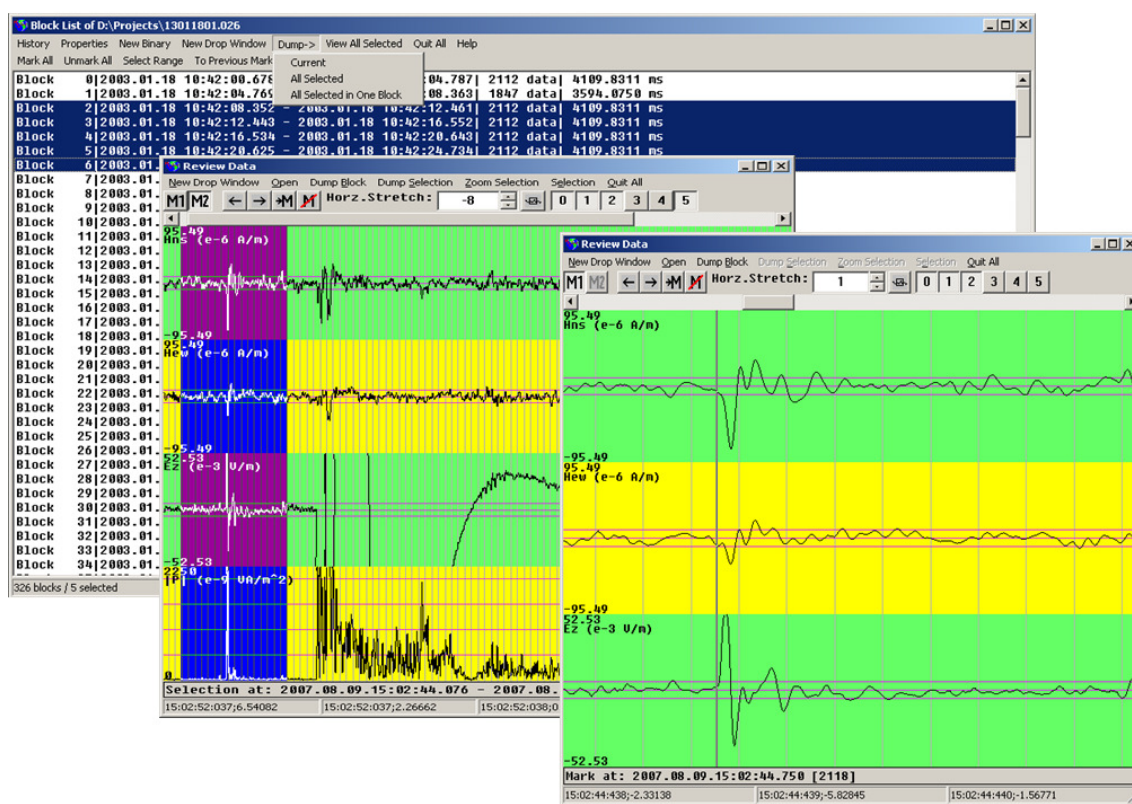 Block List of D:\Projects\13011801.026
History Properties New Binary New Drop Window Dump-> View All Selected Quit All Help
Mark All Unmark All Select Range To Previous Mark
Current
All Selected
All Selected in One Block
Block 0|2003.01.18 10:42:00.678 04.787| 2112 data| 4109.8311 ms
Block 1|2003.01.18 10:42:04.769 08.363| 1847 data| 3594.0750 ms
Block 2|2003.01.18 10:42:08.352 - 2003.01.18 10:42:12.461| 2112 data| 4109.8311 ms
Block 3|2003.01.18 10:42:12.443 - 2003.01.18 10:42:16.552| 2112 data| 4109.8311 ms
Block 4|2003.01.18 10:42:16.534 - 2003.01.18 10:42:20.643| 2112 data| 4109.8311 ms
Block 5|2003.01.18 10:42:20.625 - 2003.01.18 10:42:24.734| 2112 data| 4109.8311 ms
Block 6|2003.01.
Block 7|2003.01.
Block 8|2003.01.
Block 9|2003.01.
Block 10|2003.01.
Block 11|2003.01.
Block 12|2003.01.
Block 13|2003.01.
Block 14|2003.01.
Block 15|2003.01.
Block 16|2003.01.
Block 17|2003.01.
Block 18|2003.01.
Block 19|2003.01.
Block 20|2003.01.
Block 21|2003.01.
Block 22|2003.01.
Block 23|2003.01.
Block 24|2003.01.
Block 25|2003.01.
Block 26|2003.01.
Block 27|2003.01.
Block 28|2003.01.
Block 29|2003.01.
Block 30|2003.01.
Block 31|2003.01.
Block 32|2003.01.
Block 33|2003.01.
Block 34|2003.01.
326 blocks / 5 selected
Review Data
New Drop Window Open Dump Block Dump Selection Zoom Selection Selection Quit All
M1 M2 ← → →M M Horz.Stretch: -8 0 1 2 3 4 5
95.49
Hns (e-6 A/m)
-95.49
95.49
Hew (e-6 A/m)
-95.49
52.53
Ez (e-3 V/m)
-52.53
2250
|P| (e-9 VA/m^2)
0
Selection at: 2007.08.09.15:02:44.076 - 2007.08.
15:02:52:037;6.54082 15:02:52:037;2.26662 15:02:52:038;0
Review Data
New Drop Window Open Dump Block Dump Selection Zoom Selection Selection Quit All
M1 M2 ← → →M M Horz.Stretch: 1 0 1 2 3 4 5
95.49
Hns (e-6 A/m)
-95.49
95.49
Hew (e-6 A/m)
-95.49
52.53
Ez (e-3 V/m)
-52.53
Mark at: 2007.08.09.15:02:44.750 [2118]
15:02:44:438;-2.33138 15:02:44:439;-5.82845 15:02:44:440;-1.56771